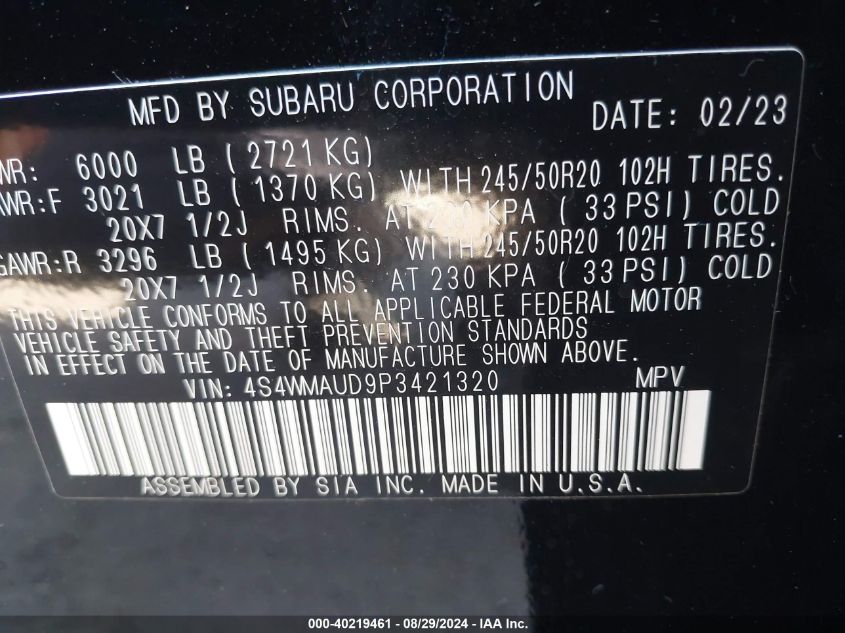 MFD BY SUBARU CORPORATION DATE: 02/23
WR: 6000 LB ( 2721 KG)
AWR:F 3021 LB ( 1370 KG) WITH 245/50R20 102H TIRES.
20X7 1/2J RIMS. AT 230 KPA ( 33 PSI) COLD
GAWR:R 3296 LB ( 1495 KG) WITH 245/50R20 102H TIRES.
20X7 1/2J RIMS. AT 230 KPA ( 33 PSI) COLD
THIS VEHICLE CONFORMS TO ALL APPLICABLE FEDERAL MOTOR
VEHICLE SAFETY AND THEFT PREVENTION STANDARDS
IN EFFECT ON THE DATE OF MANUFACTURE SHOWN ABOVE.
VIN: 4S4WMAUD9P3421320 MPV
ASSEMBLED BY SIA INC. MADE IN U.S.A.
000-40219461 - 08/29/2024 - IAA Inc.